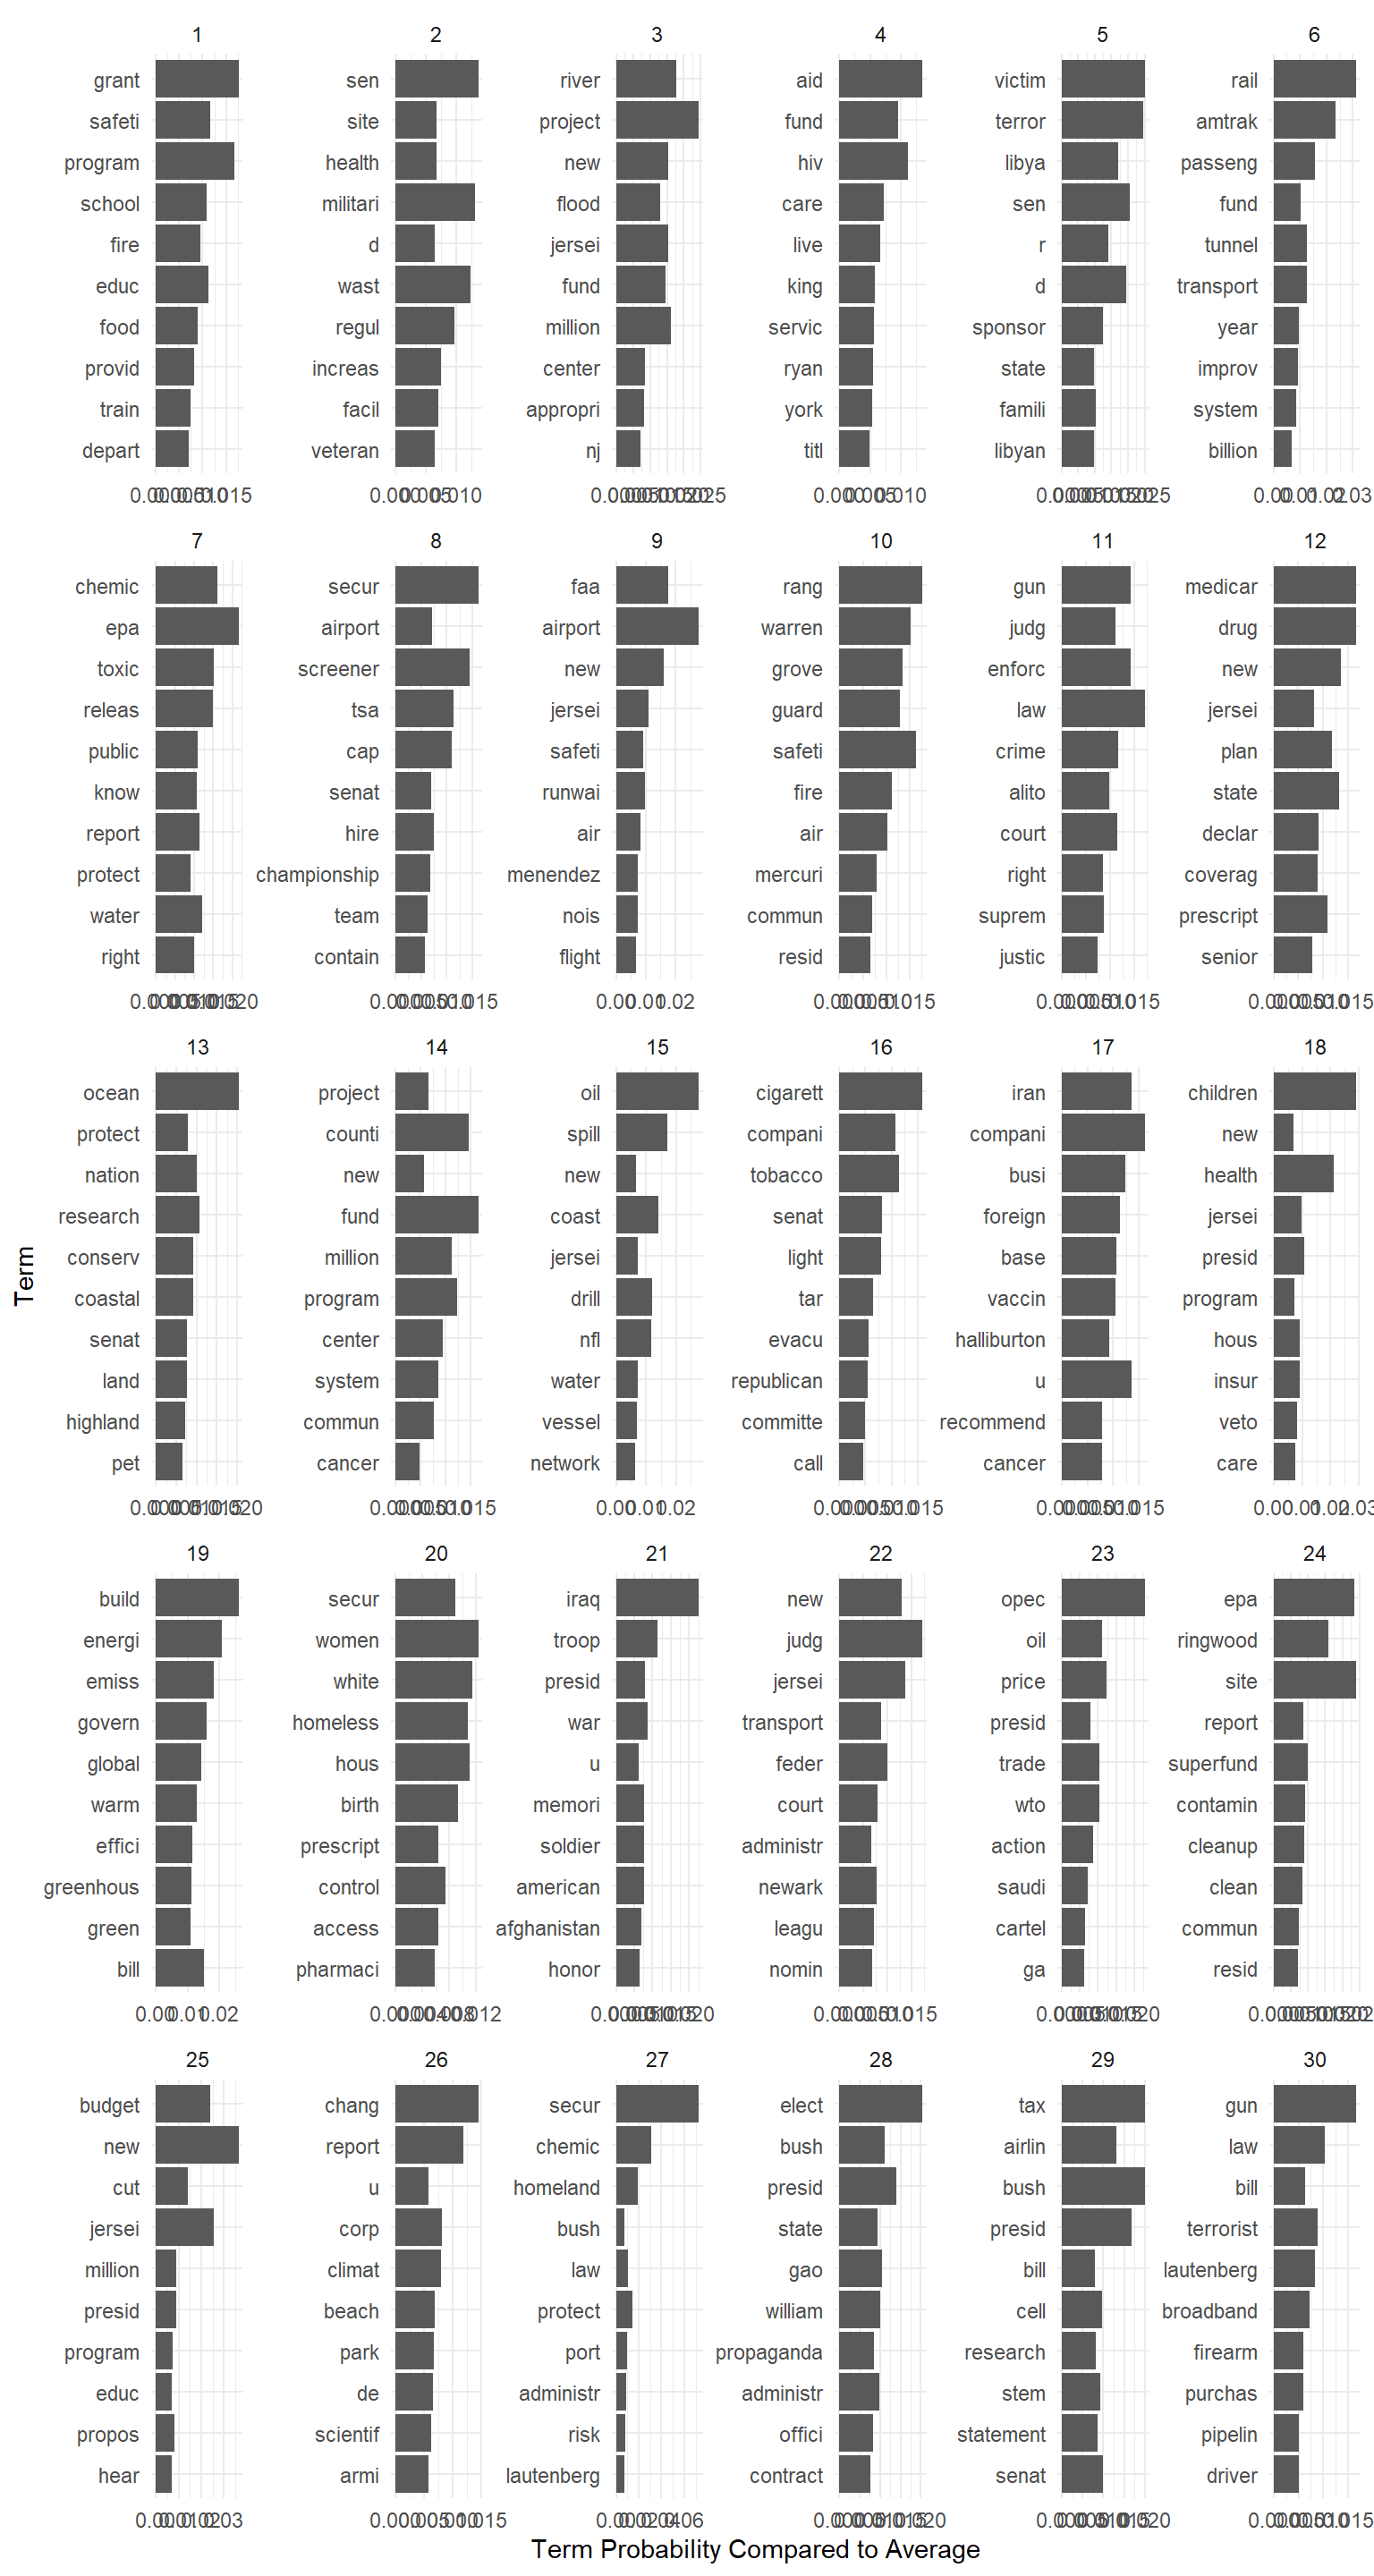 1
grant
safeti
program
school
fire
educ
food
provid
train
depart
2
sen
site
health
militari
d
wast
regul
increas
facil
veteran
3
river
project
new
flood
jersei
fund
million
center
appropri
nj
4
aid
fund
hiv
care
live
king
servic
ryan
york
titl
5
victim
terror
libya
sen
r
d
sponsor
state
famili
libyan
6
rail
amtrak
passeng
fund
tunnel
transport
year
improv
system
billion
7
chemic
epa
toxic
releas
public
know
report
protect
water
right
8
secur
airport
screener
tsa
cap
senat
hire
championship
team
contain
9
faa
airport
new
jersei
safeti
runwai
air
menendez
nois
flight
0.00 0.01 0.02
10
rang
warren
grove
guard
safeti
fire
air
mercuri
commun
resid
11
gun
judg
enforc
law
crime
alito
court
right
suprem
justic
12
medicar
drug
new
jersei
plan
state
declar
coverag
prescript
senior
13
ocean
protect
nation
research
conserv
coastal
senat
land
highland
pet
14
project
counti
new
fund
million
program
center
system
commun
cancer
15
oil
spill
new
coast
jersei
drill
nfl
water
vessel
network
0.00 0.01 0.02
16
cigarett
compani
tobacco
senat
light
tar
evacu
republican
committe
call
17
iran
compani
busi
foreign
base
vaccin
halliburton
u
recommend
cancer
18
children
new
health
jersei
presid
program
hous
insur
veto
care
19
build
energi
emiss
govern
global
warm
effici
greenhous
green
bill
0.00 0.01 0.02
20
secur
women
white
homeless
hous
birth
prescript
control
access
pharmaci
21
iraq
troop
presid
war
u
memori
soldier
american
afghanistan
honor
22
new
judg
jersei
transport
feder
court
administr
newark
leagu
nomin
23
opec
oil
price
presid
trade
wto
action
saudi
cartel
ga
24
epa
ringwood
site
report
superfund
contamin
cleanup
clean
commun
resid
25
budget
new
cut
jersei
million
presid
program
educ
propos
hear
26
chang
report
u
corp
climat
beach
park
de
scientif
armi
27
secur
chemic
homeland
bush
law
protect
port
administr
risk
lautenberg
28
elect
bush
presid
state
gao
william
propaganda
administr
offici
contract
29
tax
airlin
bush
presid
bill
cell
research
stem
statement
senat
30
gun
law
bill
terrorist
lautenberg
broadband
firearm
purchas
pipelin
driver
Term
Term Probability Compared to Average